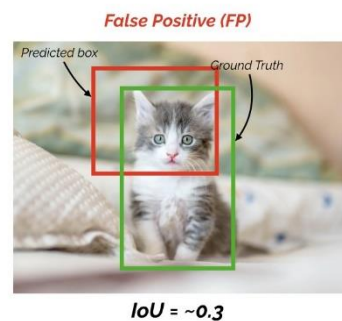 False Positive (FP)
Predicted box
Ground Truth
IoU = ~0.3